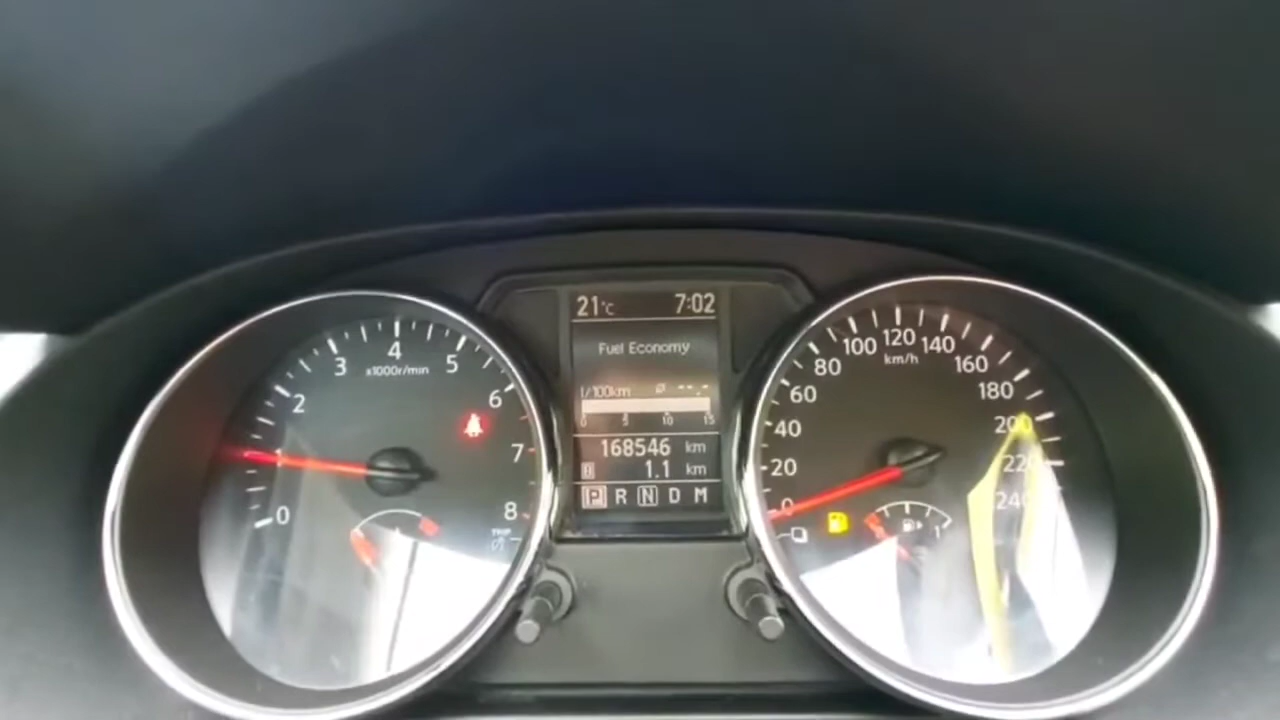 21°C 7:02
Fuel Economy
l/100km ø --.-
0 5 10 15
168546 km
1.1 km
P R N D M
0 1 2 3 4 5 6 7 8
x1000r/min
0 20 40 60 80 100 120 140 160 180 200 220 240
km/h
1